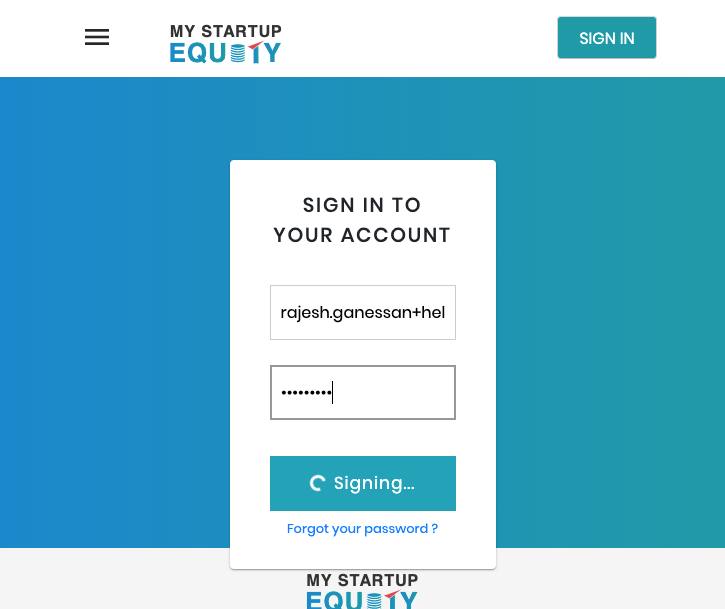 MY STARTUP
EQUITY
SIGN IN
SIGN IN TO
YOUR ACCOUNT
rajesh.ganessan+hel
•••••••••
Signing...
Forgot your password ?
MY STARTUP
EQUITY